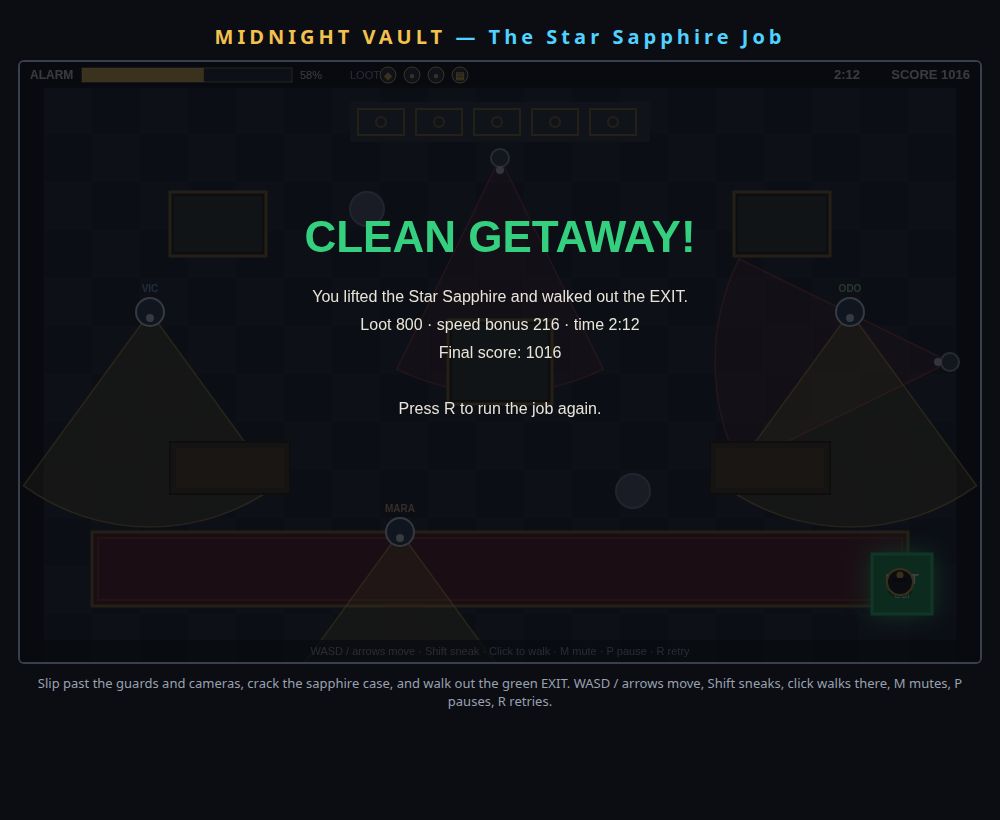 MIDNIGHT VAULT — The Star Sapphire Job
ALARM 58% LOOT 2:12 SCORE 1016
CLEAN GETAWAY!
VIC
ODO
You lifted the Star Sapphire and walked out the EXIT.
Loot 800 · speed bonus 216 · time 2:12
Final score: 1016
Press R to run the job again.
MARA
WASD / arrows move · Shift sneak · Click to walk · M mute · P pause · R retry
Slip past the guards and cameras, crack the sapphire case, and walk out the green EXIT. WASD / arrows move, Shift sneaks, click walks there, M mutes, P
pauses, R retries.